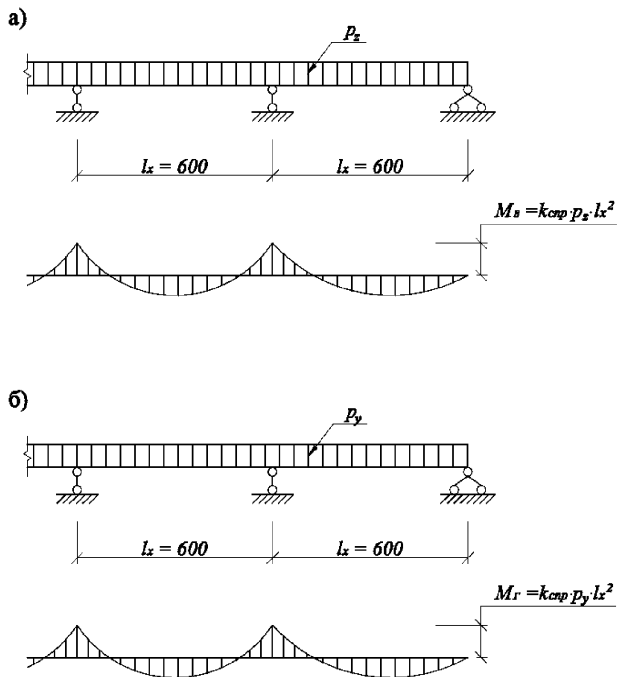 а)
p_z
l_x = 600 l_x = 600
M_в = k_спр·p_z·l_x²
б)
p_y
l_x = 600 l_x = 600
M_г = k_спр·p_y·l_x²